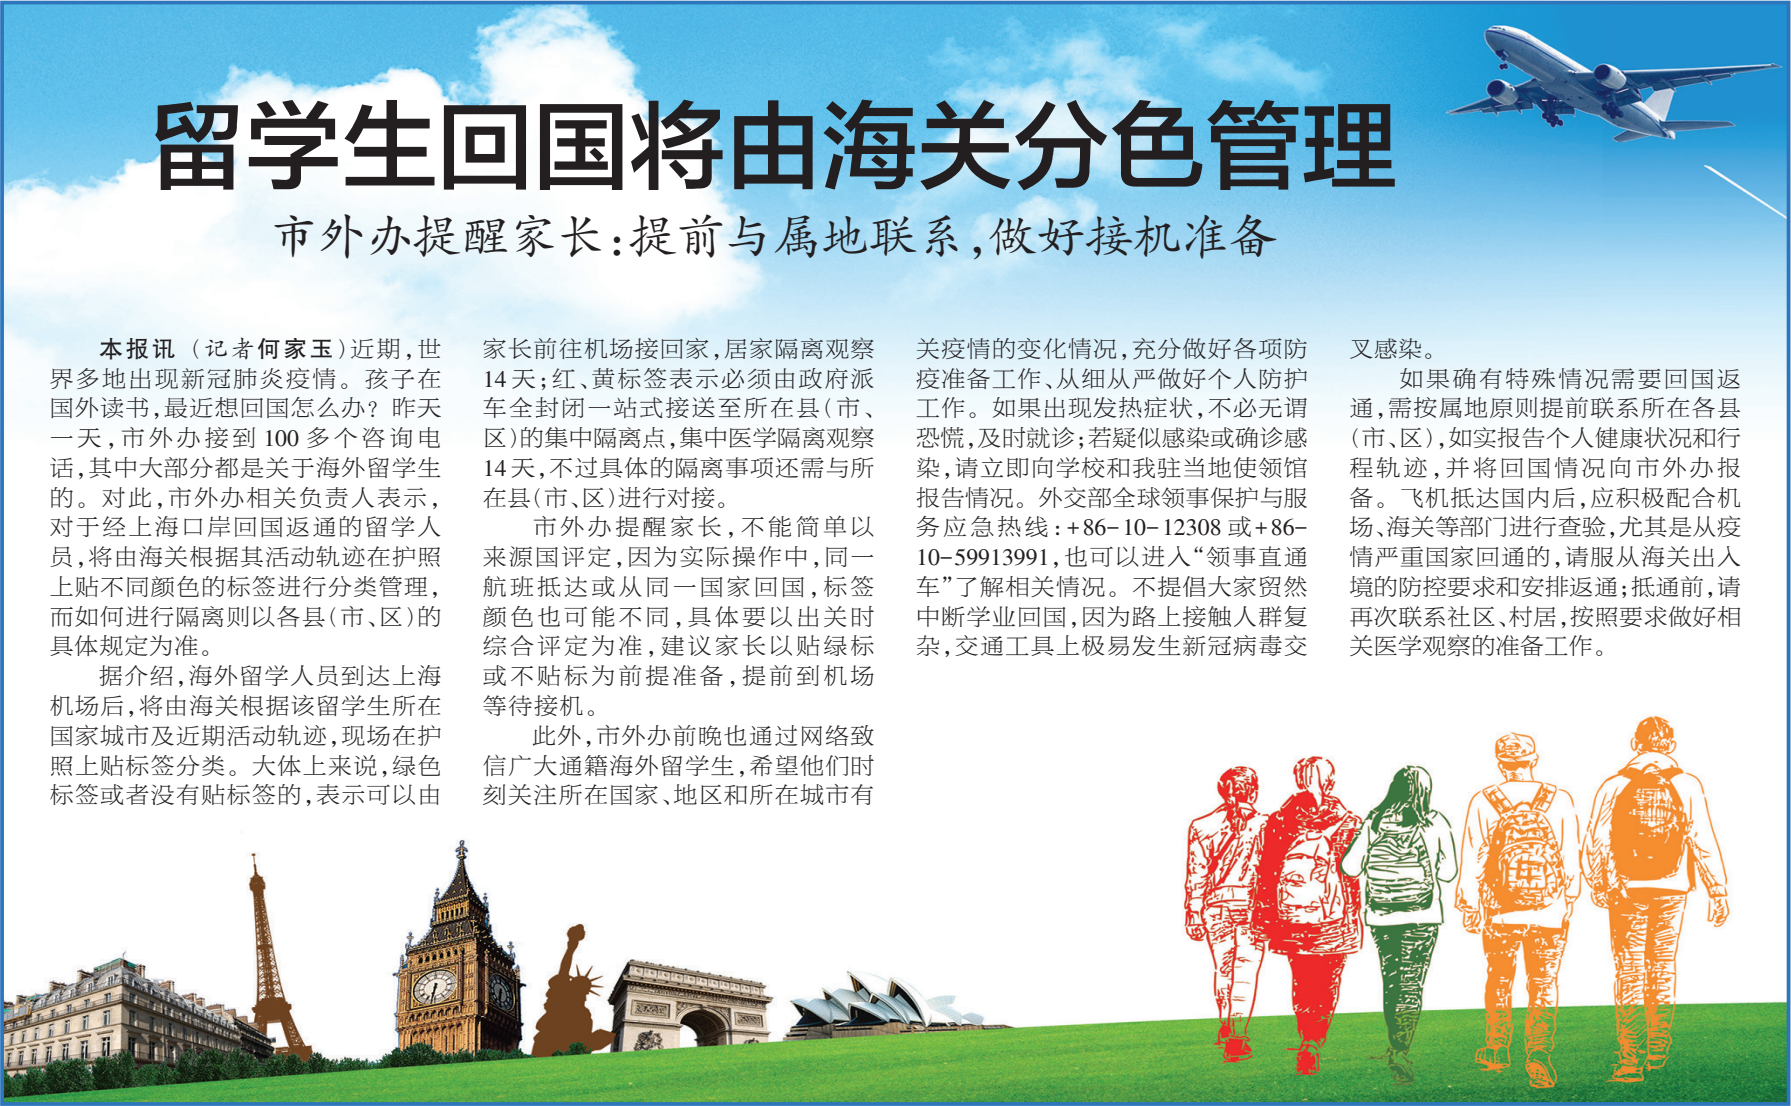 留学生回国将由海关分色管理
市外办提醒家长:提前与属地联系,做好接机准备
本报讯 (记者何家玉)近期,世
界多地出现新冠肺炎疫情。孩子在
国外读书,最近想回国怎么办? 昨天
一天,市外办接到 100 多个咨询电
话,其中大部分都是关于海外留学生
的。对此,市外办相关负责人表示,
对于经上海口岸回国返通的留学人
员,将由海关根据其活动轨迹在护照
上贴不同颜色的标签进行分类管理,
而如何进行隔离则以各县(市、区)的
具体规定为准。
据介绍,海外留学人员到达上海
机场后,将由海关根据该留学生所在
国家城市及近期活动轨迹,现场在护
照上贴标签分类。大体上来说,绿色
标签或者没有贴标签的,表示可以由
家长前往机场接回家,居家隔离观察
14 天;红、黄标签表示必须由政府派
车全封闭一站式接送至所在县(市、
区)的集中隔离点,集中医学隔离观察
14 天,不过具体的隔离事项还需与所
在县(市、区)进行对接。
市外办提醒家长,不能简单以
来源国评定,因为实际操作中,同一
航班抵达或从同一国家回国,标签
颜色也可能不同,具体要以出关时
综合评定为准,建议家长以贴绿标
或不贴标为前提准备,提前到机场
等待接机。
此外,市外办前晚也通过网络致
信广大通籍海外留学生,希望他们时
刻关注所在国家、地区和所在城市有
关疫情的变化情况,充分做好各项防
疫准备工作、从细从严做好个人防护
工作。如果出现发热症状,不必无谓
恐慌,及时就诊;若疑似感染或确诊感
染,请立即向学校和我驻当地使领馆
报告情况。外交部全球领事保护与服
务应急热线:+86-10-12308 或+86-
10-59913991,也可以进入“领事直通
车”了解相关情况。不提倡大家贸然
中断学业回国,因为路上接触人群复
杂,交通工具上极易发生新冠病毒交
叉感染。
如果确有特殊情况需要回国返
通,需按属地原则提前联系所在各县
(市、区),如实报告个人健康状况和行
程轨迹,并将回国情况向市外办报
备。飞机抵达国内后,应积极配合机
场、海关等部门进行查验,尤其是从疫
情严重国家回通的,请服从海关出入
境的防控要求和安排返通;抵通前,请
再次联系社区、村居,按照要求做好相
关医学观察的准备工作。